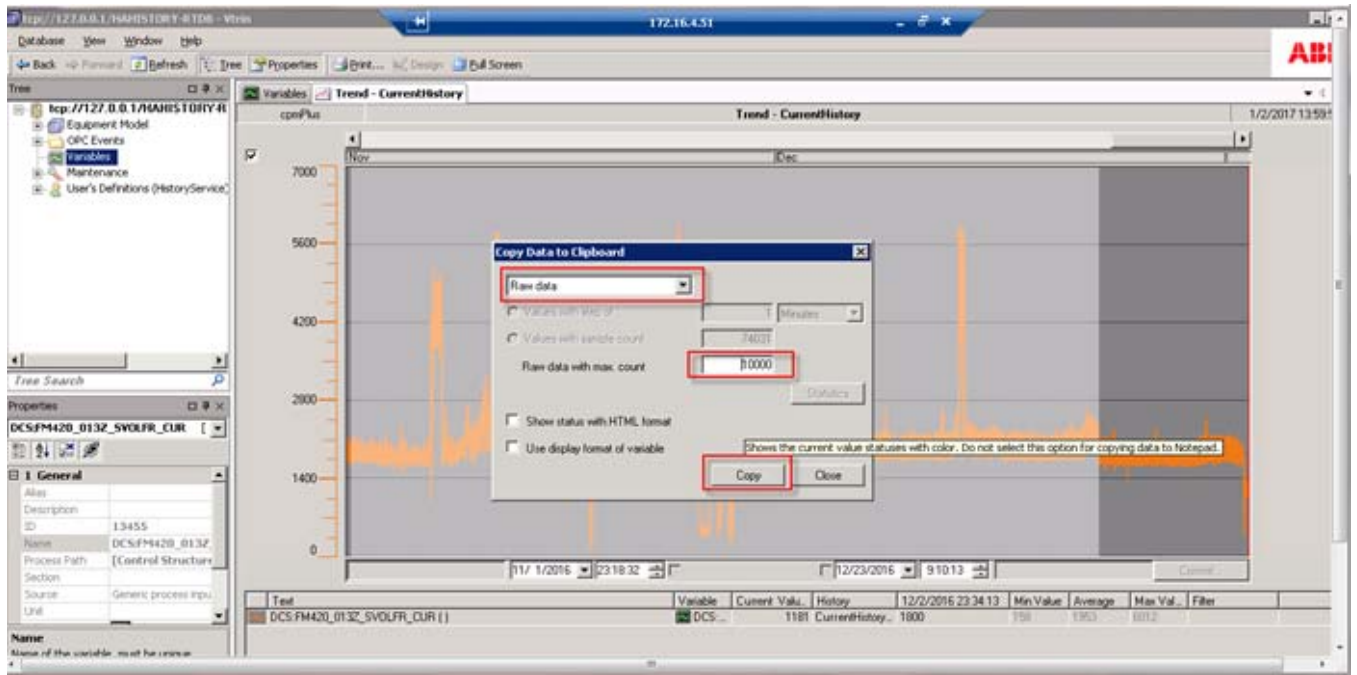 tcp://127.0.0.1/HAHISTORY-RTDB - Vtrin
172.16.4.51
Database View Window Help
Back Forward Refresh Tree Properties Print... Design Full Screen
ABB
Tree
Variables Trend - CurrentHistory
tcp://127.0.0.1/HAHISTORY-R
Equipment Model
OPC Events
Variables
Maintenance
User's Definitions (HistoryService)
cpmPlus Trend - CurrentHistory 1/2/2017 13:59:5
Nov Dec
7000
5600
4200
2800
1400
0
Copy Data to Clipboard
Raw data
Values with step of 1 Minutes
Values with sample count 74031
Raw data with max. count 10000
Statistics
Show status with HTML format
Use display format of variable
Shows the current value statuses with color. Do not select this option for copying data to Notepad.
Copy Close
Tree Search
Properties
DCS:FM420_013Z_SVOLFR_CUR [
1 General
Alias
Description
ID 13455
Name DCS:FM420_013Z_
Process Path [Control Structure]
Section
Source Generic process inpu
Unit
Name
Name of the variable, must be unique
11/ 1/2016 23:18:32 12/23/2016 9:10:13 Current
Text Variable Current Valu.. History 12/2/2016 23:34:13 Min Value Average Max Val.. Filter
DCS:FM420_013Z_SVOLFR_CUR ( ) DCS:... 1181 CurrentHistory.. 1800 158 1953 6012